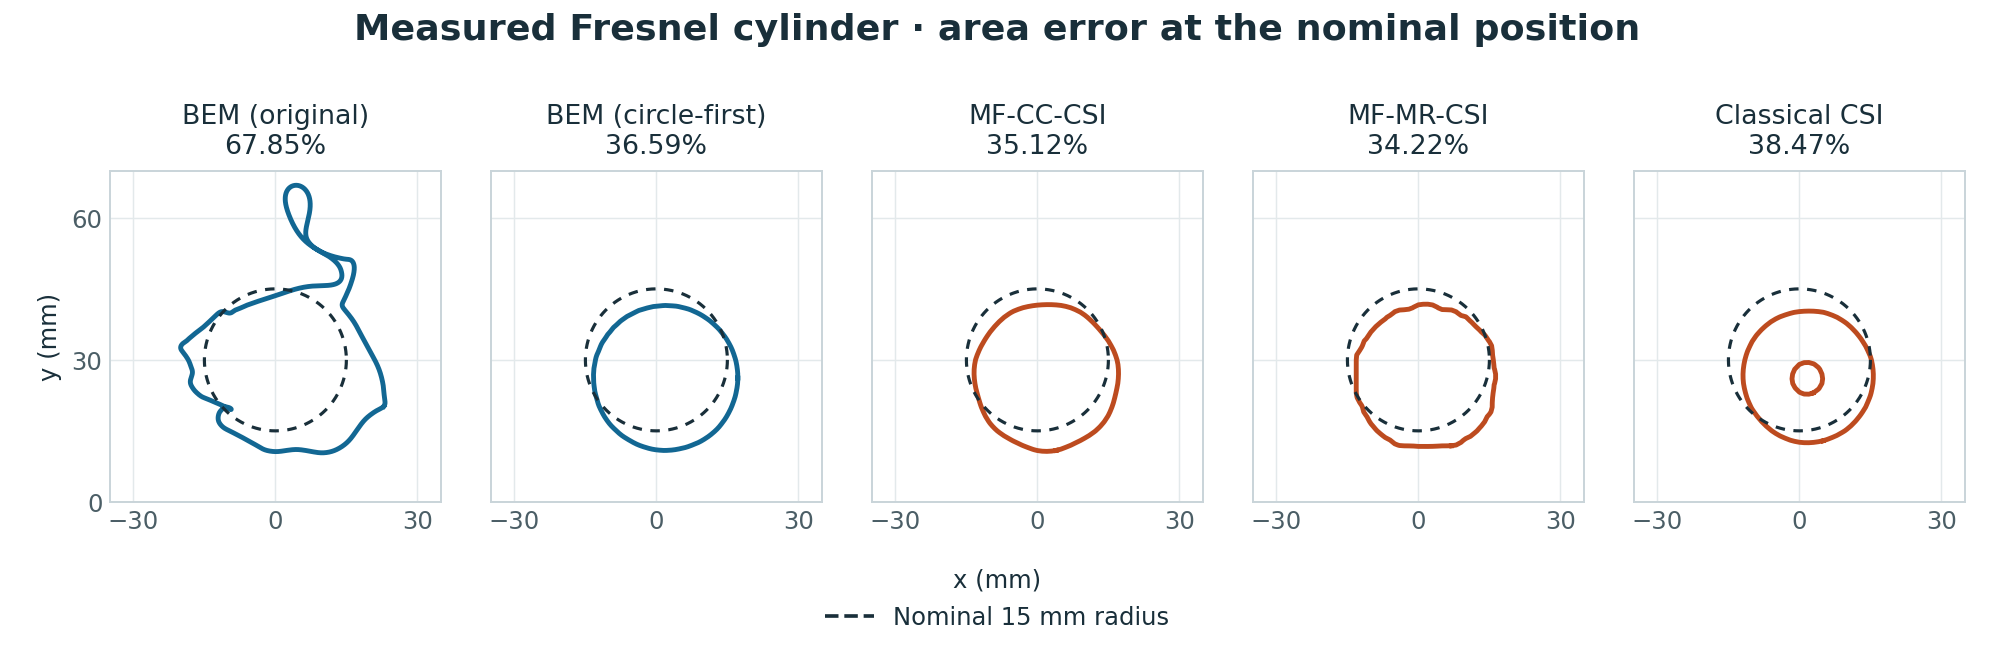 Measured Fresnel cylinder · area error at the nominal position
BEM (original)
67.85%
BEM (circle-first)
36.59%
MF-CC-CSI
35.12%
MF-MR-CSI
34.22%
Classical CSI
38.47%
y (mm)
60
30
0
−30 0 30
−30 0 30
−30 0 30
−30 0 30
−30 0 30
x (mm)
Nominal 15 mm radius